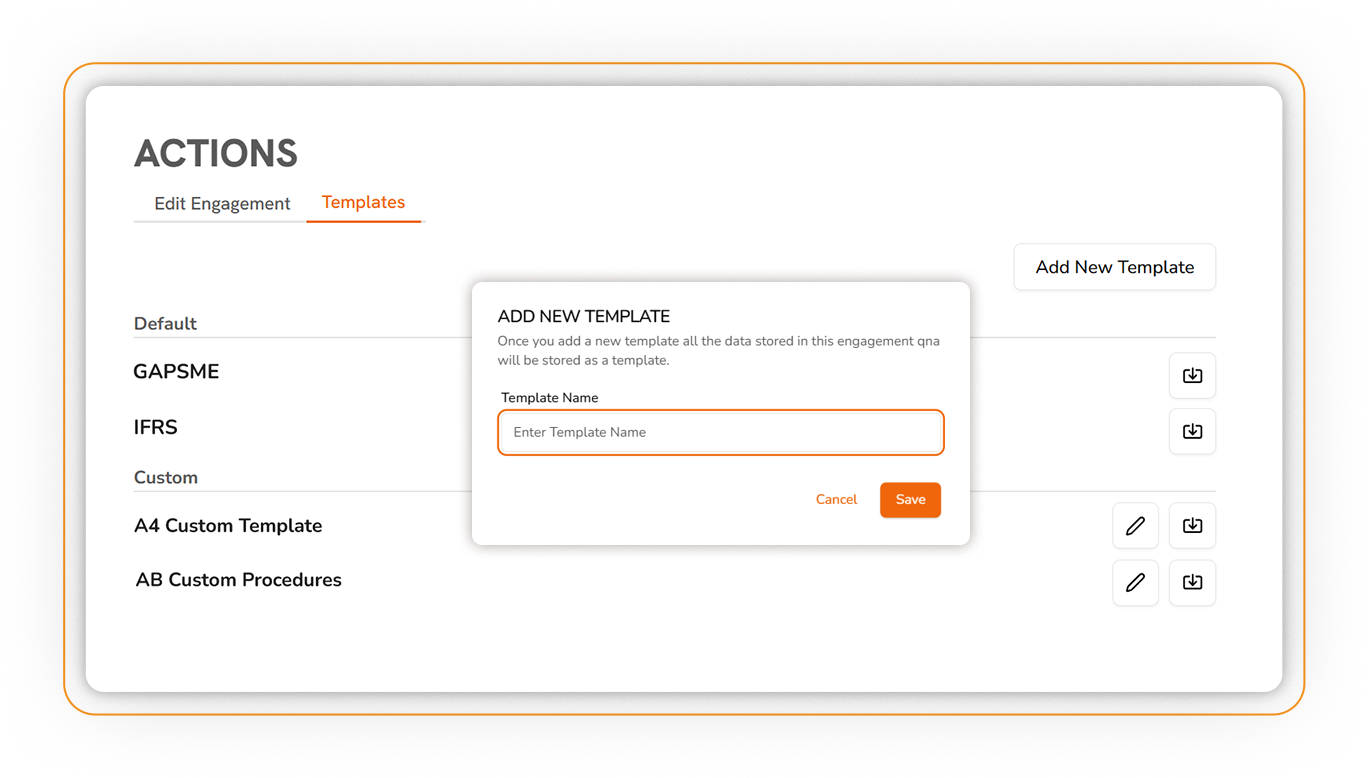 ACTIONS
Edit Engagement
Templates
Add New Template
ADD NEW TEMPLATE
Once you add a new template all the data stored in this engagement qna
will be stored as a template.
Template Name
Enter Template Name
Cancel
Save
Default
GAPSME
IFRS
Custom
A4 Custom Template
AB Custom Procedures